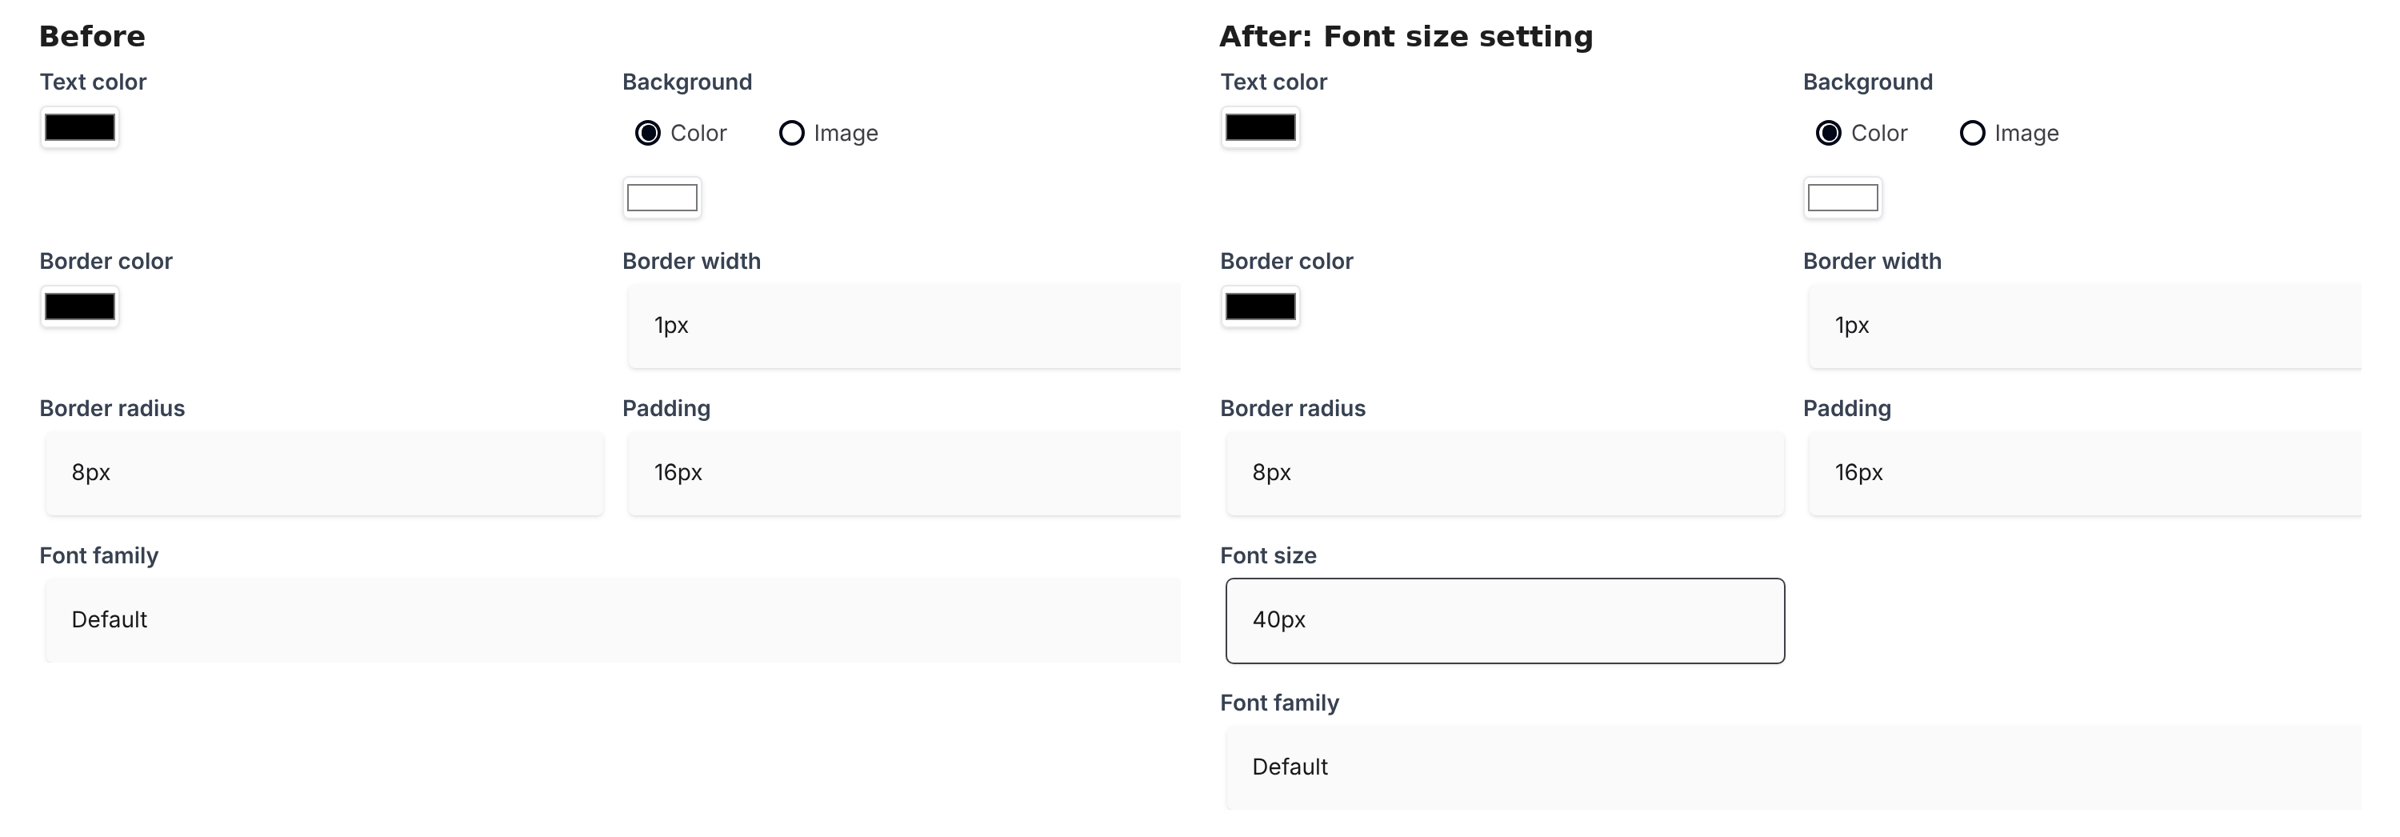 Before
Text color
Background
Color
Image
Border color
Border width
1px
Border radius
Padding
8px
16px
Font family
Default
After: Font size setting
Text color
Background
Color
Image
Border color
Border width
1px
Border radius
Padding
8px
16px
Font size
40px
Font family
Default